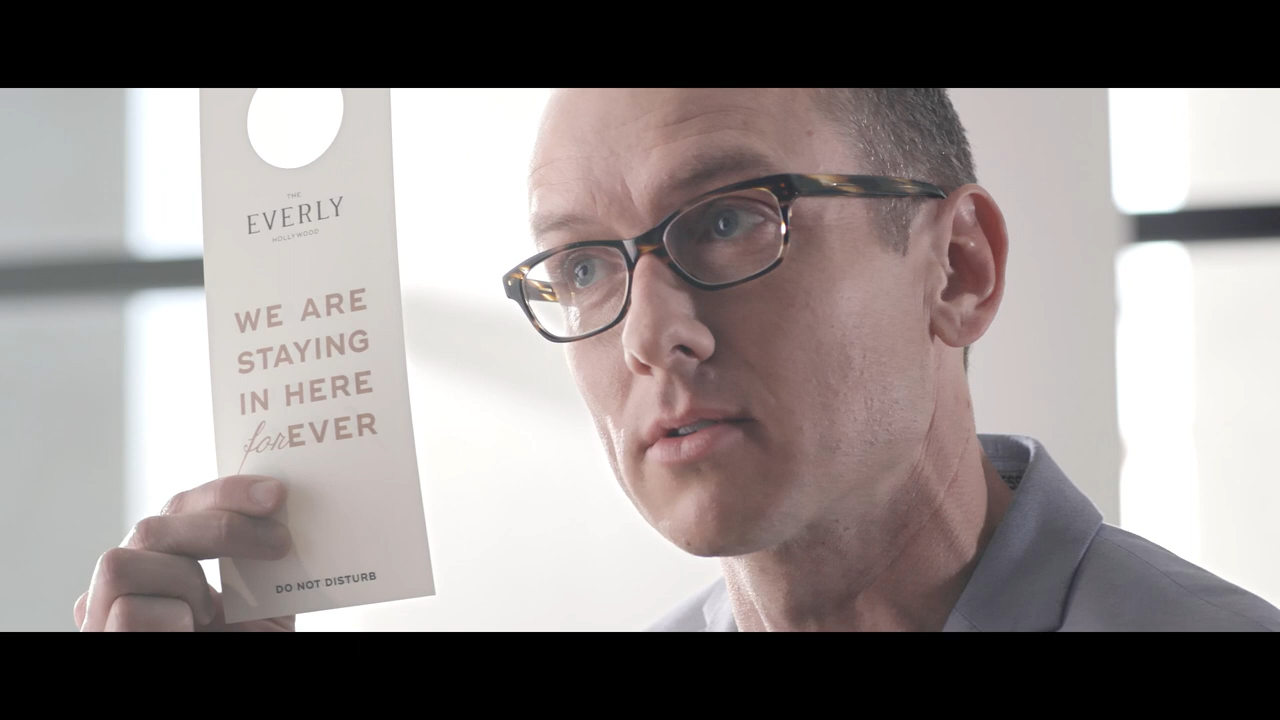 THE
EVERLY
HOLLYWOOD
WE ARE
STAYING
IN HERE
forEVER
DO NOT DISTURB